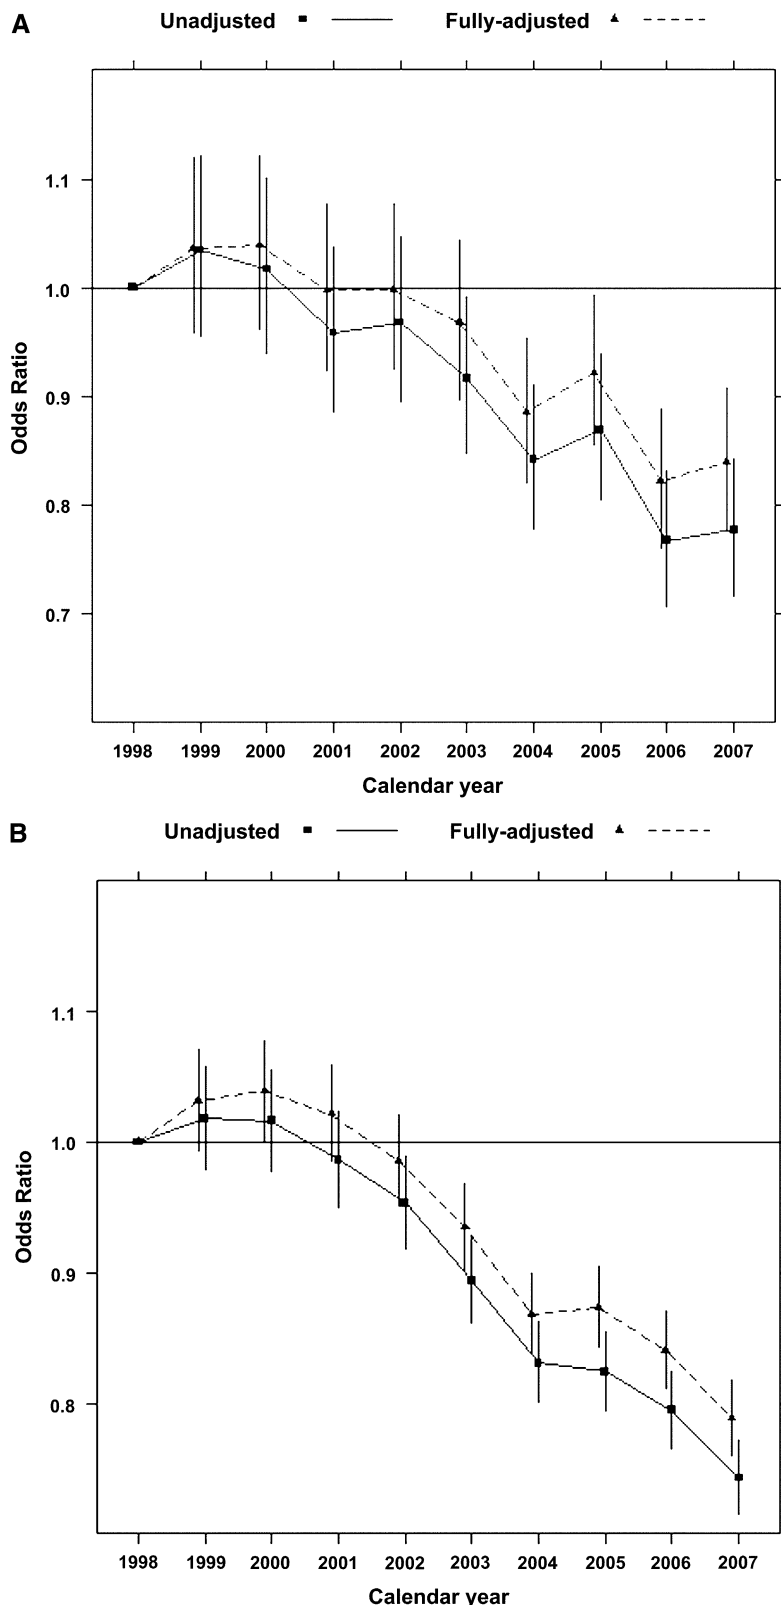 A
Unadjusted Fully-adjusted
1.1
1.0
0.9
0.8
0.7
Odds Ratio
1998 1999 2000 2001 2002 2003 2004 2005 2006 2007
Calendar year
B
Unadjusted Fully-adjusted
1.1
1.0
0.9
0.8
Odds Ratio
1998 1999 2000 2001 2002 2003 2004 2005 2006 2007
Calendar year